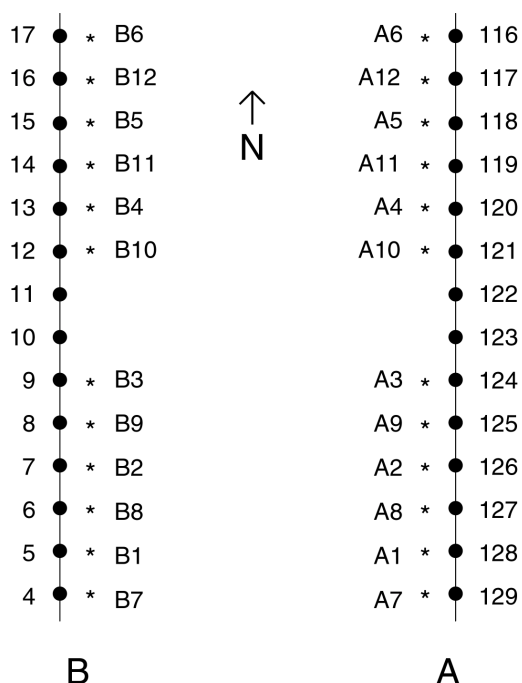 17 * B6 A6 * 116
16 * B12 A12 * 117
15 * B5 A5 * 118
14 * B11 A11 * 119
13 * B4 A4 * 120
12 * B10 A10 * 121
11 122
10 123
9 * B3 A3 * 124
8 * B9 A9 * 125
7 * B2 A2 * 126
6 * B8 A8 * 127
5 * B1 A1 * 128
4 * B7 A7 * 129
N
B A